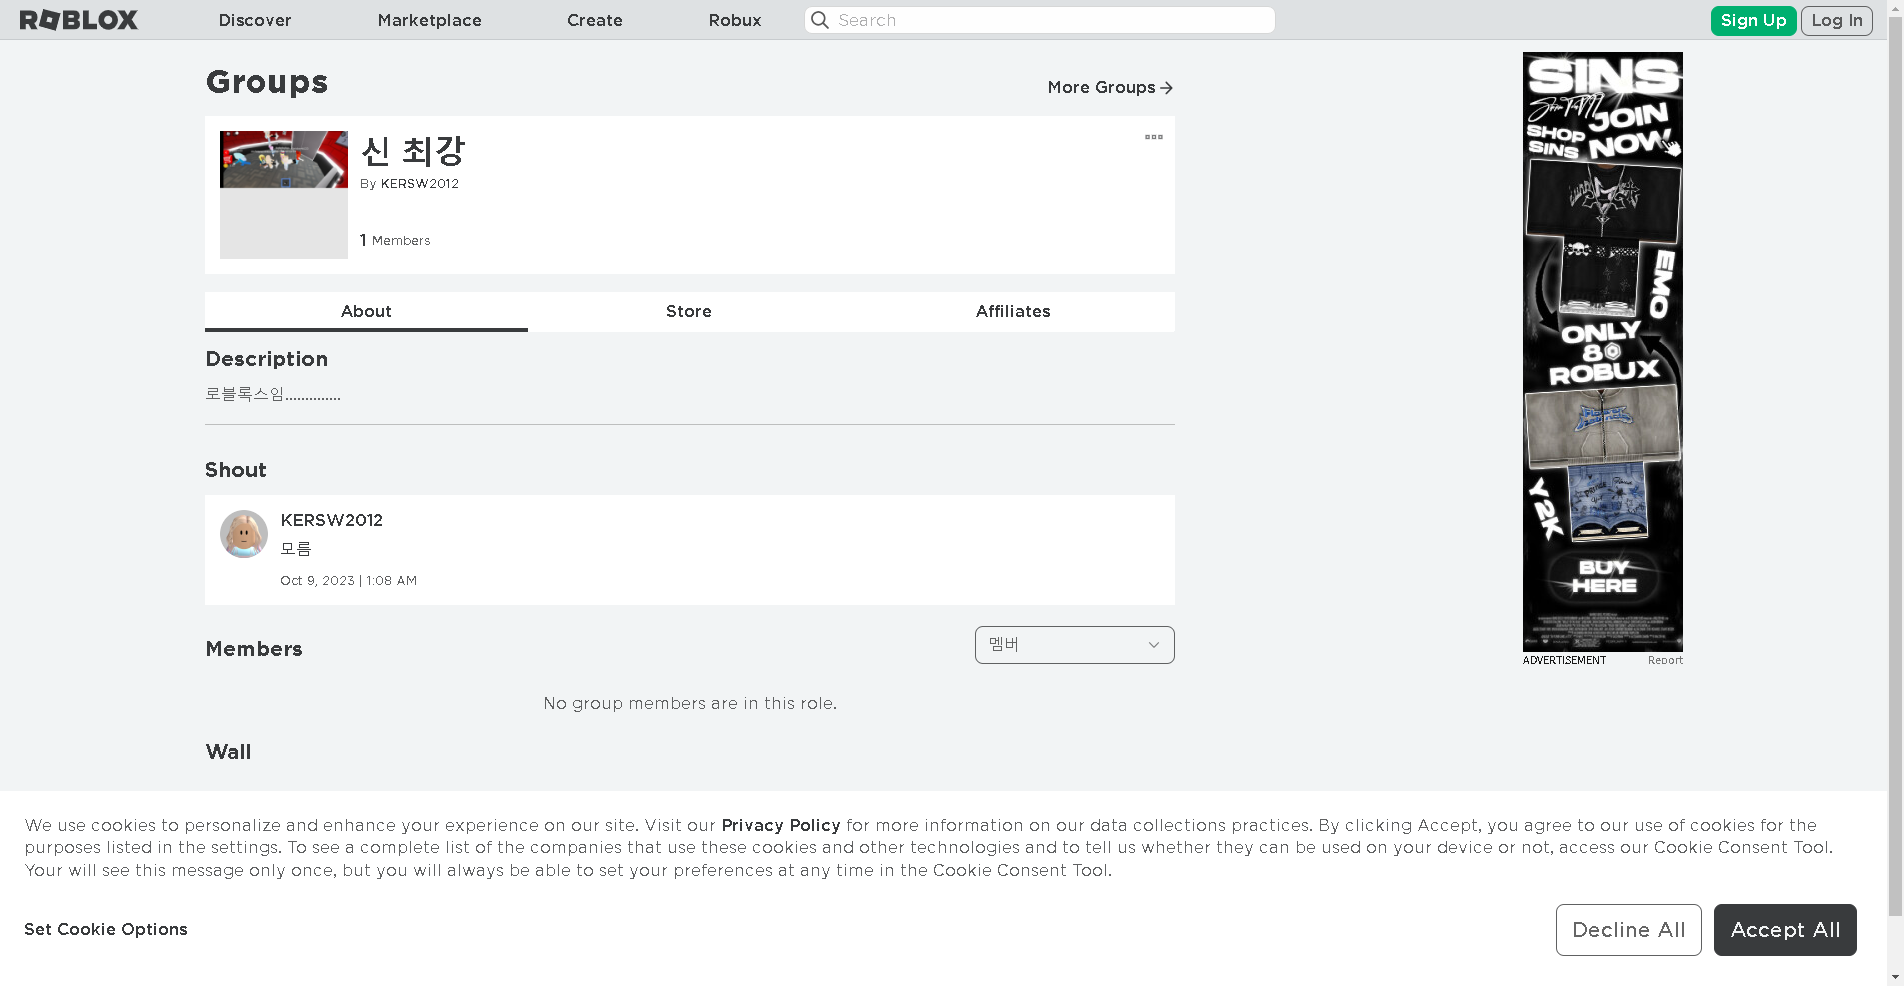 ROBLOX
Discover
Marketplace
Create
Robux
Search
Sign Up
Log In
Groups
More Groups
신 최강
By KERSW2012
1 Members
About
Store
Affiliates
Description
로블록스임..............
Shout
KERSW2012
모름
Oct 9, 2023 | 1:08 AM
Members
멤버
No group members are in this role.
Wall
SINS
JOIN
NOW
SHOP
SINS
EMO
ONLY
80
ROBUX
Y2K
BUY
HERE
ADVERTISEMENT
Report
We use cookies to personalize and enhance your experience on our site. Visit our Privacy Policy for more information on our data collections practices. By clicking Accept, you agree to our use of cookies for the
purposes listed in the settings. To see a complete list of the companies that use these cookies and other technologies and to tell us whether they can be used on your device or not, access our Cookie Consent Tool.
Your will see this message only once, but you will always be able to set your preferences at any time in the Cookie Consent Tool.
Set Cookie Options
Decline All
Accept All